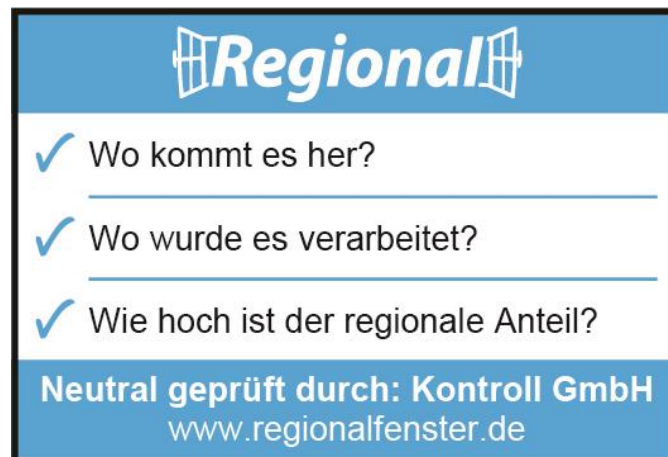 Regional
Wo kommt es her?
Wo wurde es verarbeitet?
Wie hoch ist der regionale Anteil?
Neutral geprüft durch: Kontroll GmbH
www.regionalfenster.de